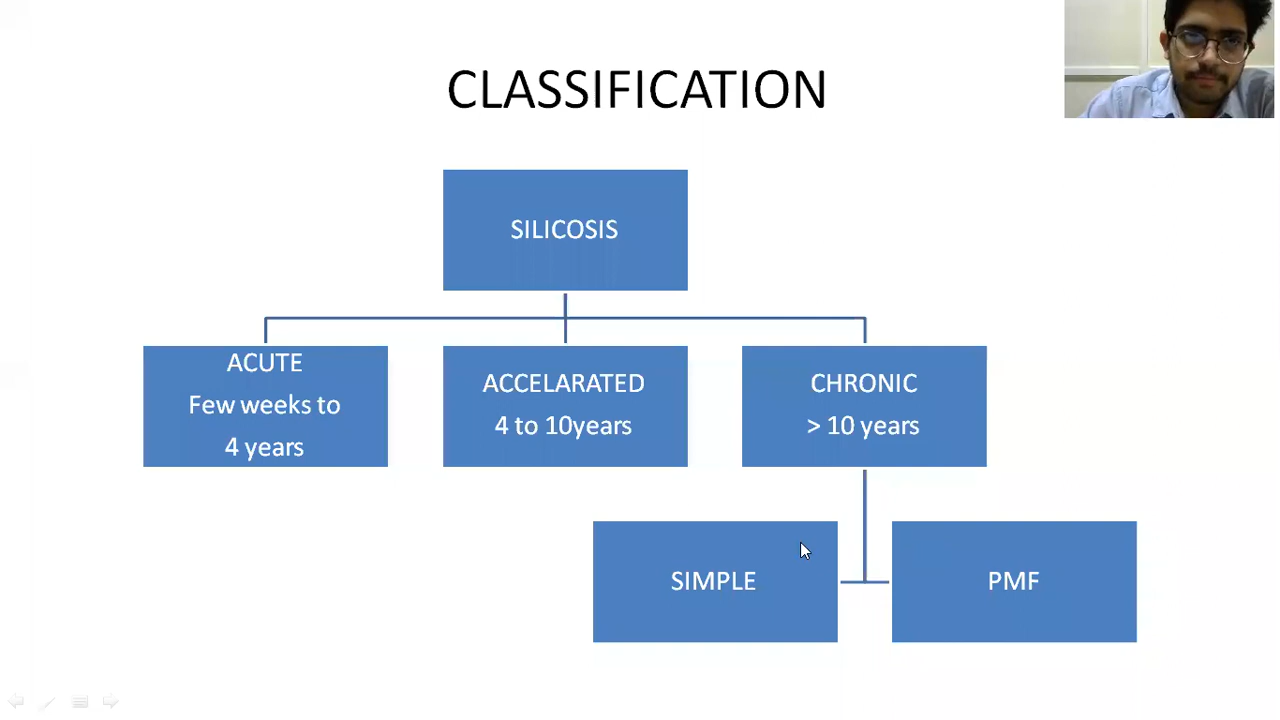 CLASSIFICATION
SILICOSIS
ACUTE
Few weeks to
4 years
ACCELARATED
4 to 10years
CHRONIC
> 10 years
SIMPLE
PMF